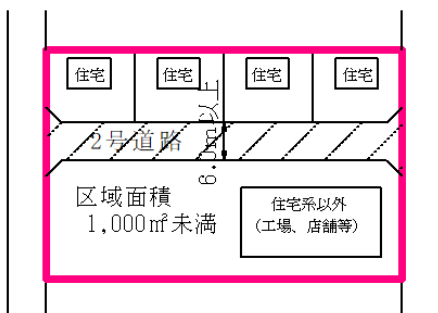 住宅
住宅
住宅
住宅
2号道路
6.0m以上
区域面積
1,000㎡未満
住宅系以外
(工場、店舗等)